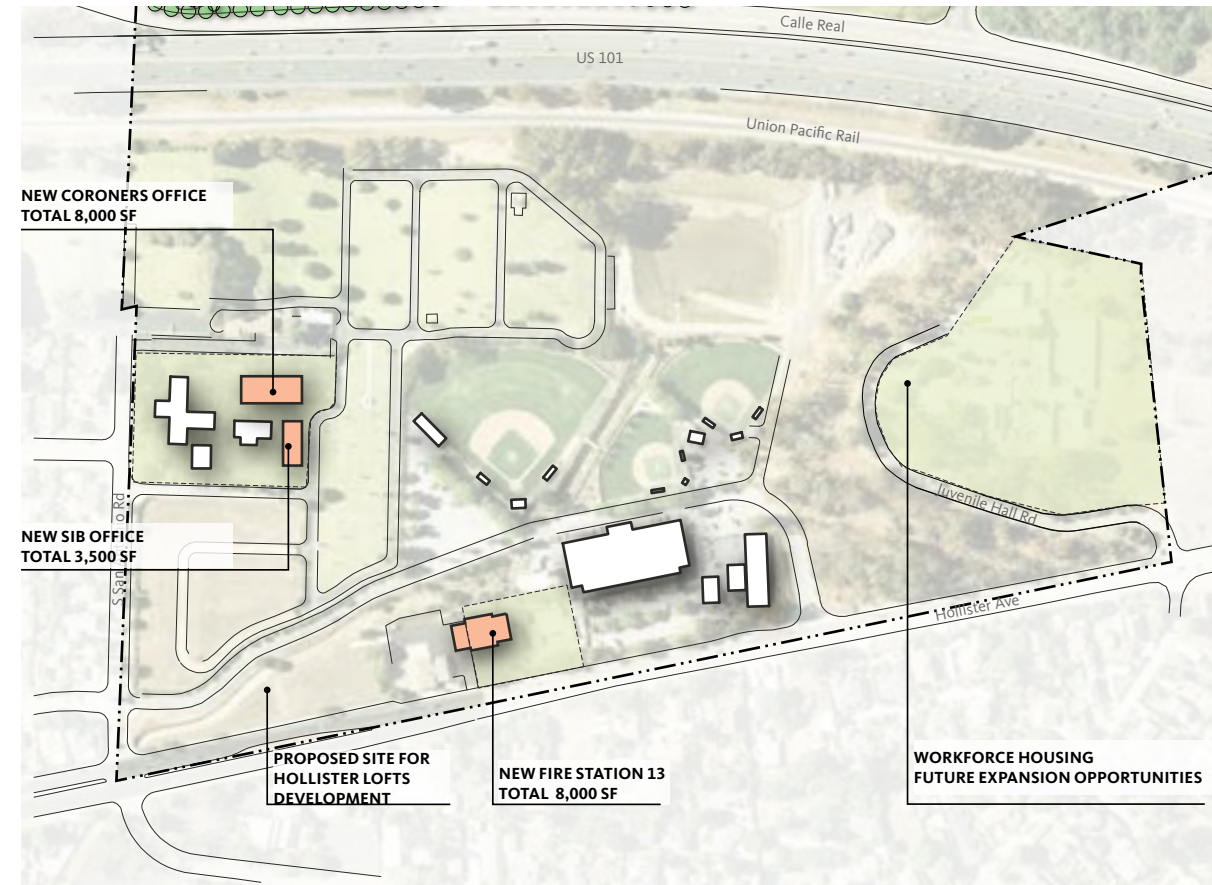 Calle Real
US 101
Union Pacific Rail
NEW CORONERS OFFICE
TOTAL 8,000 SF
Juvenile Hall Rd
NEW SIB OFFICE
TOTAL 3,500 SF
S San
Rd
Hollister Ave
PROPOSED SITE FOR
HOLLISTER LOFTS
DEVELOPMENT
NEW FIRE STATION 13
TOTAL 8,000 SF
WORKFORCE HOUSING
FUTURE EXPANSION OPPORTUNITIES